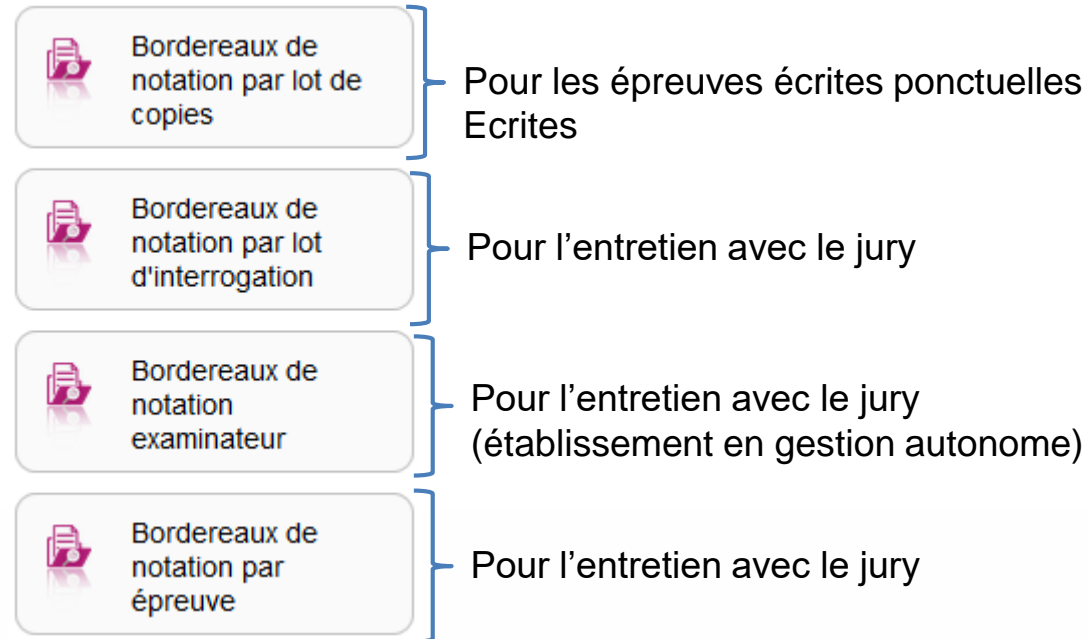 Bordereaux de
notation par lot de
copies
Pour les épreuves écrites ponctuelles
Ecrites
Bordereaux de
notation par lot
d'interrogation
Pour l’entretien avec le jury
Bordereaux de
notation
examinateur
Pour l’entretien avec le jury
(établissement en gestion autonome)
Bordereaux de
notation par
épreuve
Pour l’entretien avec le jury